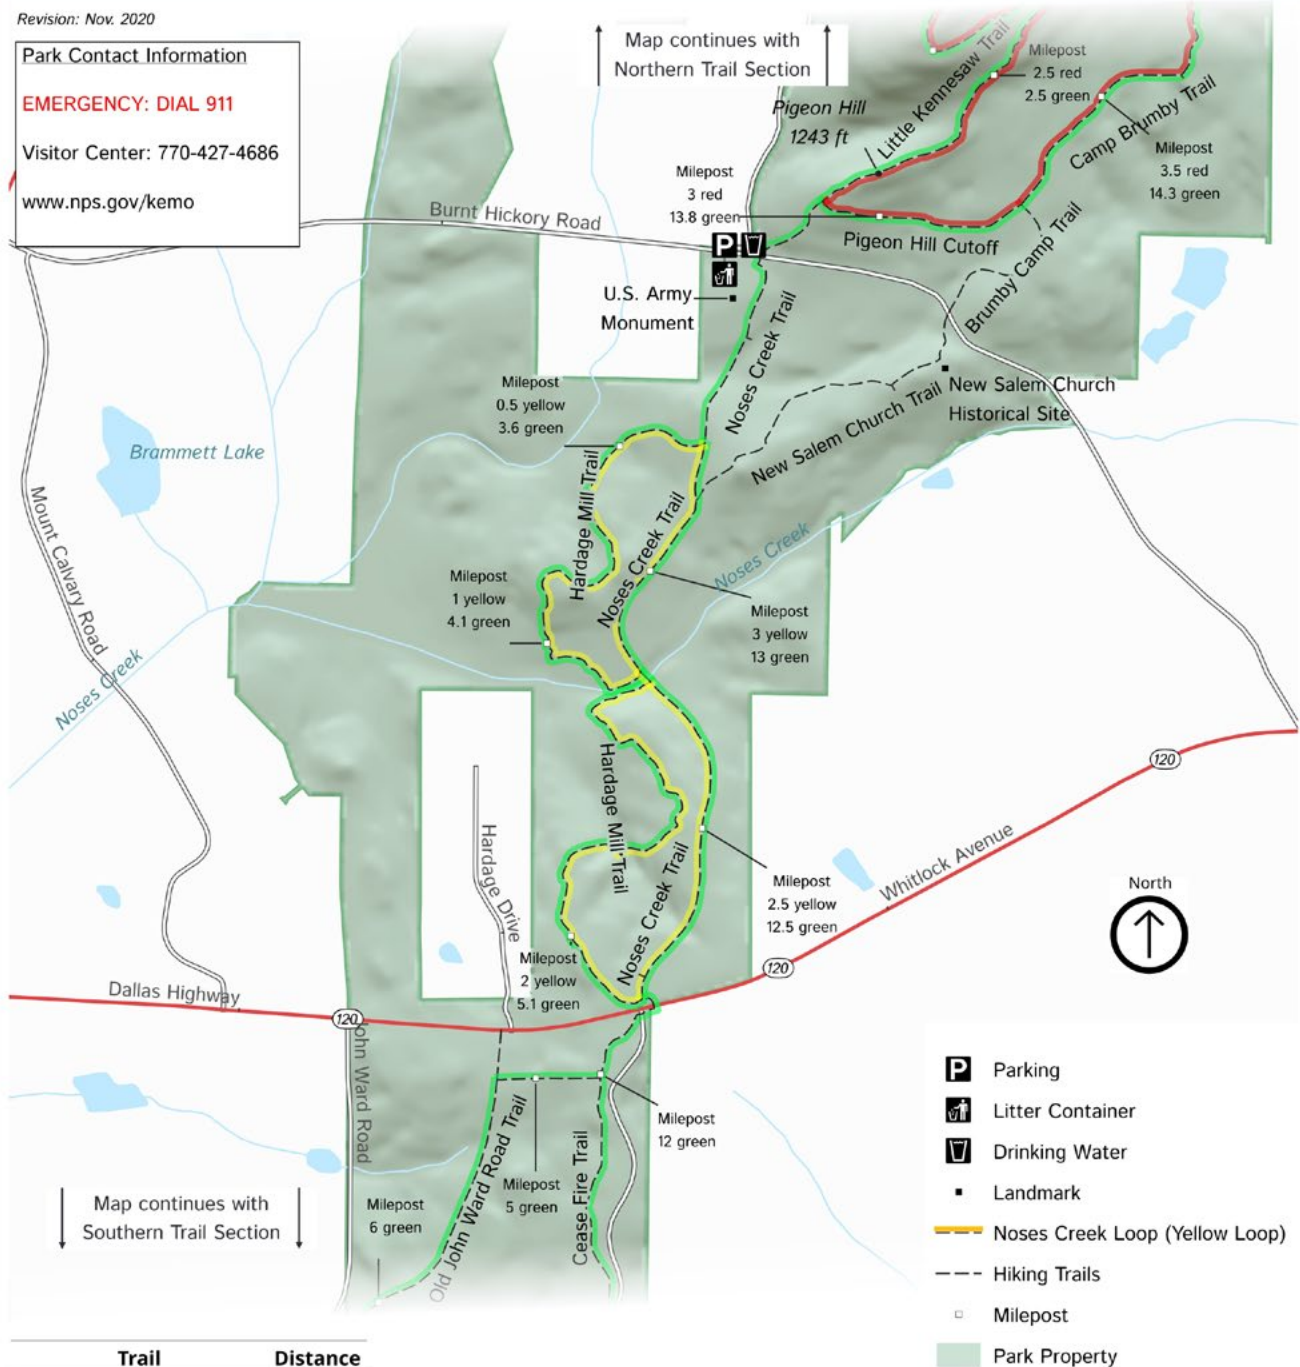 Revision: Nov. 2020
Park Contact Information
EMERGENCY: DIAL 911
Visitor Center: 770-427-4686
www.nps.gov/kemo
Map continues with
Northern Trail Section
Pigeon Hill
1243 ft
Little Kennesaw Trail
Milepost
2.5 red
2.5 green
Camp Brumby Trail
Milepost
3.5 red
14.3 green
Milepost
3 red
13.8 green
Pigeon Hill Cutoff
Burnt Hickory Road
P
U.S. Army
Monument
Noses Creek Trail
Brumby Camp Trail
New Salem Church Trail
New Salem Church
Historical Site
Milepost
0.5 yellow
3.6 green
Brammett Lake
Hardage Mill Trail
Noses Creek Trail
Noses Creek
Mount Calvary Road
Milepost
1 yellow
4.1 green
Milepost
3 yellow
13 green
Noses Creek
Hardage Mill Trail
120
Hardage Drive
Noses Creek Trail
Whitlock Avenue
Milepost
2.5 yellow
12.5 green
North
Milepost
2 yellow
5.1 green
120
Dallas Highway
120
John Ward Road
Milepost
12 green
Old John Ward Road Trail
Milepost
5 green
Cease Fire Trail
Milepost
6 green
Map continues with
Southern Trail Section
P Parking
Litter Container
Drinking Water
Landmark
Noses Creek Loop (Yellow Loop)
Hiking Trails
Milepost
Park Property
Trail Distance